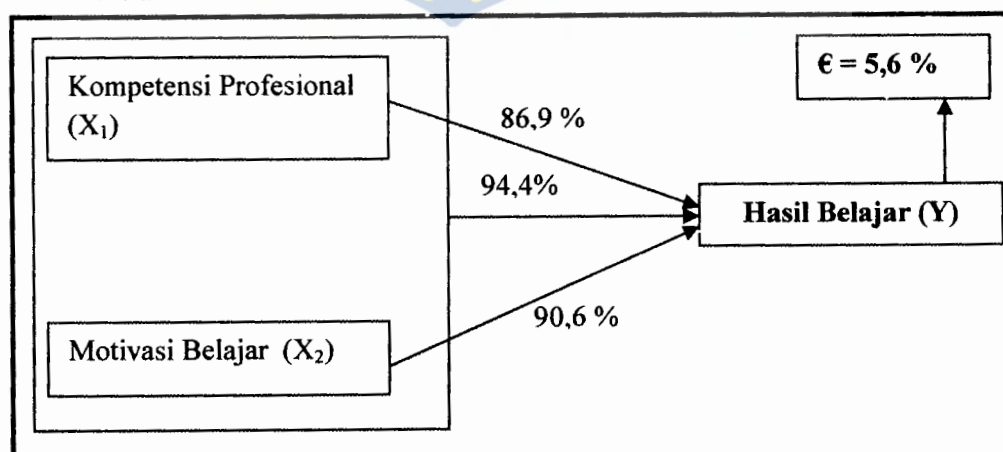 Kompetensi Profesional
(X₁)
€ = 5,6 %
86,9 %
94,4%
Hasil Belajar (Y)
90,6 %
Motivasi Belajar (X₂)